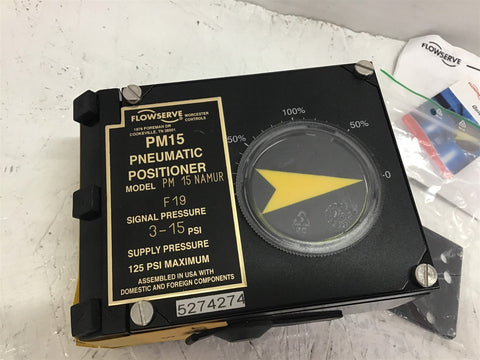 FLOWSERVE
WORCESTER
CONTROLS
1978 FOREMAN DR.
COOKEVILLE, TN 38501
PM15
PNEUMATIC
POSITIONER
MODEL PM 15 NAMUR
F19
SIGNAL PRESSURE
3-15 PSI
SUPPLY PRESSURE
125 PSI MAXIMUM
ASSEMBLED IN USA WITH
DOMESTIC AND FOREIGN COMPONENTS
5274274
50%
100%
50%
0
FLOWSERVE